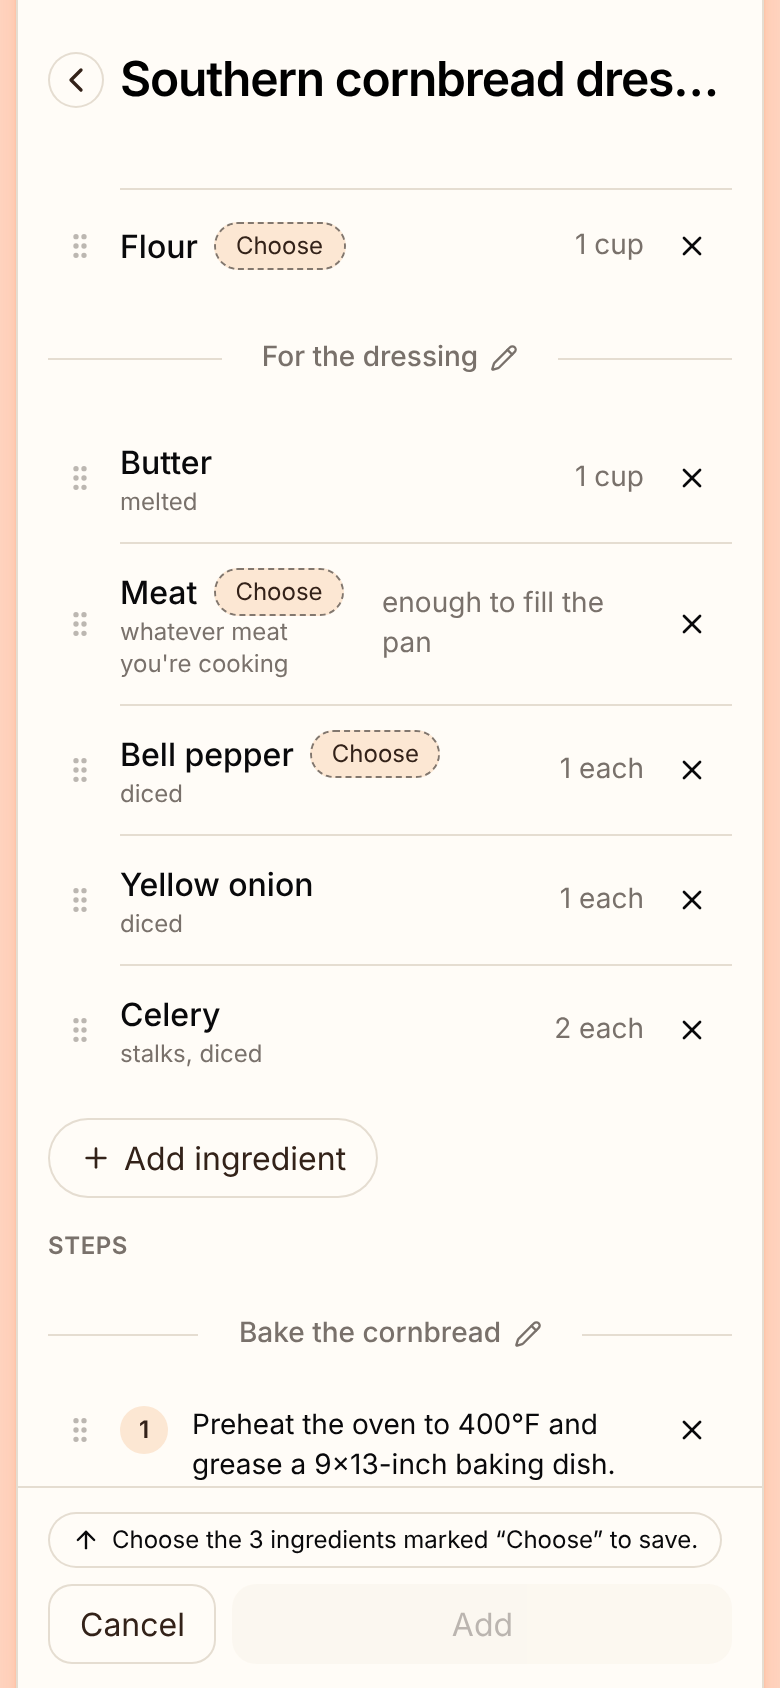 Southern cornbread dres…
Flour Choose 1 cup
For the dressing
Butter 1 cup
melted
Meat Choose
whatever meat
you're cooking
enough to fill the
pan
Bell pepper Choose 1 each
diced
Yellow onion 1 each
diced
Celery 2 each
stalks, diced
+ Add ingredient
STEPS
Bake the cornbread
1 Preheat the oven to 400°F and
grease a 9×13-inch baking dish.
↑ Choose the 3 ingredients marked “Choose” to save.
Cancel Add